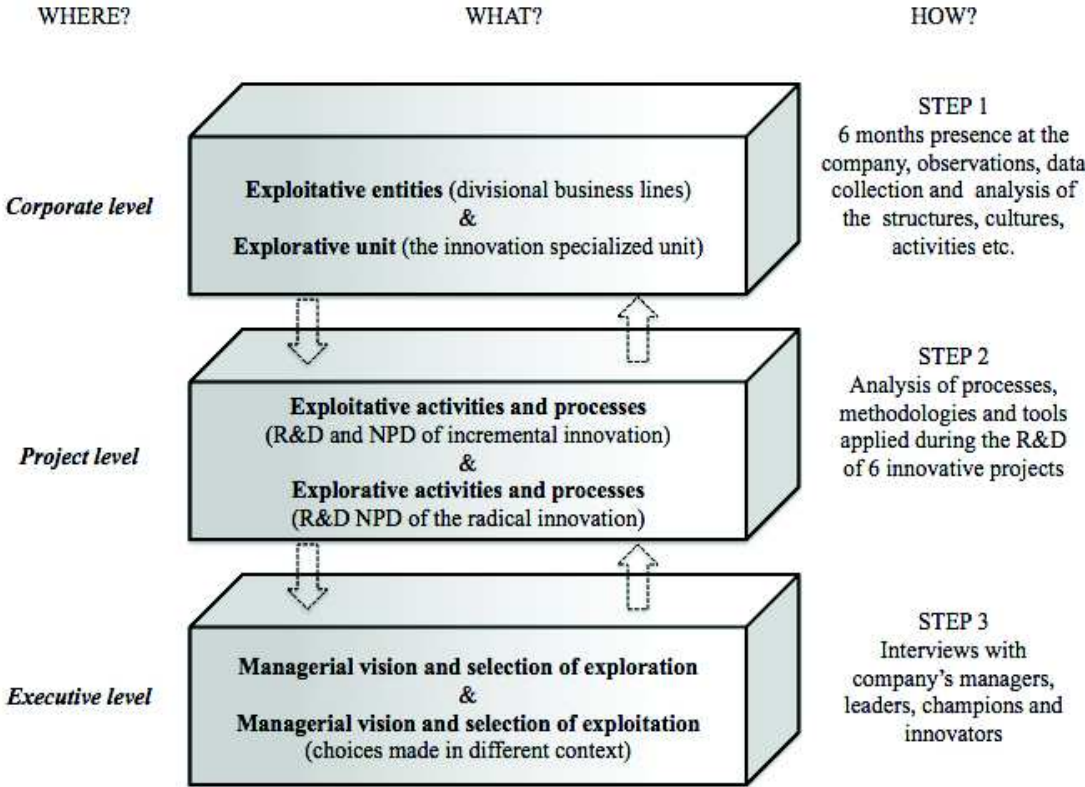 WHERE?
WHAT?
HOW?
Corporate level
Exploitative entities (divisional business lines)
&
Explorative unit (the innovation specialized unit)
STEP 1
6 months presence at the
company, observations, data
collection and analysis of
the structures, cultures,
activities etc.
Project level
Exploitative activities and processes
(R&D and NPD of incremental innovation)
&
Explorative activities and processes
(R&D NPD of the radical innovation)
STEP 2
Analysis of processes,
methodologies and tools
applied during the R&D
of 6 innovative projects
Executive level
Managerial vision and selection of exploration
&
Managerial vision and selection of exploitation
(choices made in different context)
STEP 3
Interviews with
company's managers,
leaders, champions and
innovators